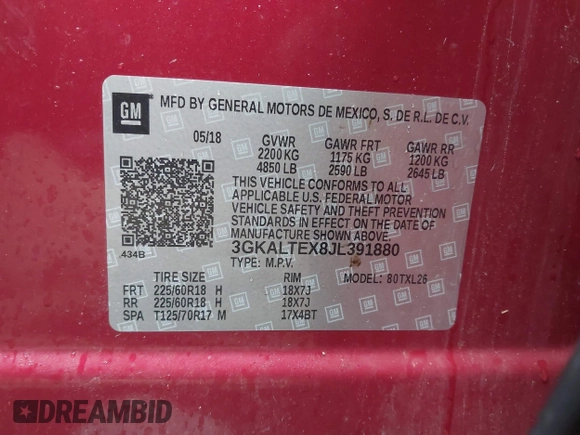 GM
MFD BY GENERAL MOTORS DE MEXICO, S. DE R.L. DE C.V.
05/18 GVWR GAWR FRT GAWR RR
2200 KG 1175 KG 1200 KG
4850 LB 2590 LB 2645 LB
THIS VEHICLE CONFORMS TO ALL
APPLICABLE U.S. FEDERAL MOTOR
VEHICLE SAFETY AND THEFT PREVENTION
STANDARDS IN EFFECT ON THE DATE OF
MANUFACTURE SHOWN ABOVE.
.434B 3GKALTEX8JL391880
TYPE: M.P.V. MODEL: 80TXL26
TIRE SIZE RIM
FRT 225/60R18 H 18X7J
RR 225/60R18 H 18X7J
SPA T125/70R17 M 17X4BT
DREAMBID